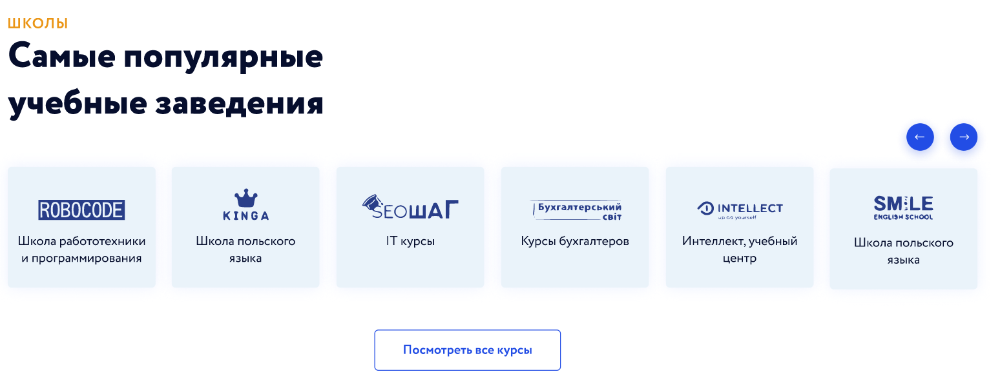 ШКОЛЫ
Самые популярные
учебные заведения
ROBOCODE
Школа работотехники
и программирования
KINGA
Школа польского
языка
SEOШАГ
IT курсы
Бухгалтерський
світ
Курсы бухгалтеров
INTELLECT
up do yourself
Интеллект, учебный
центр
SMiLE
ENGLISH SCHOOL
Школа польского
языка
Посмотреть все курсы